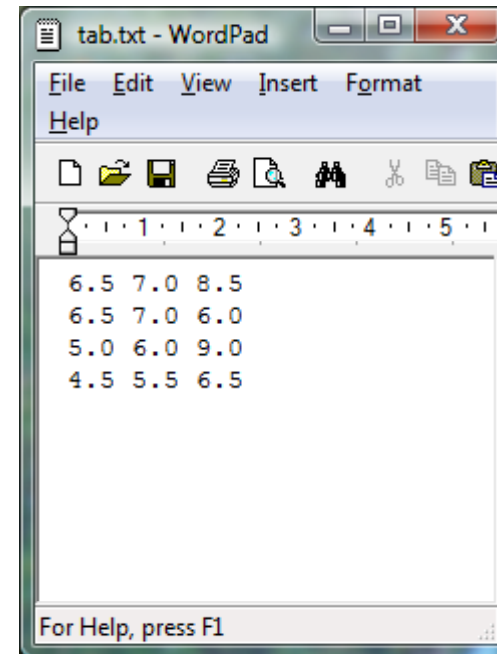 tab.txt - WordPad
File Edit View Insert Format
Help
1 2 3 4 5
6.5 7.0 8.5
6.5 7.0 6.0
5.0 6.0 9.0
4.5 5.5 6.5
For Help, press F1